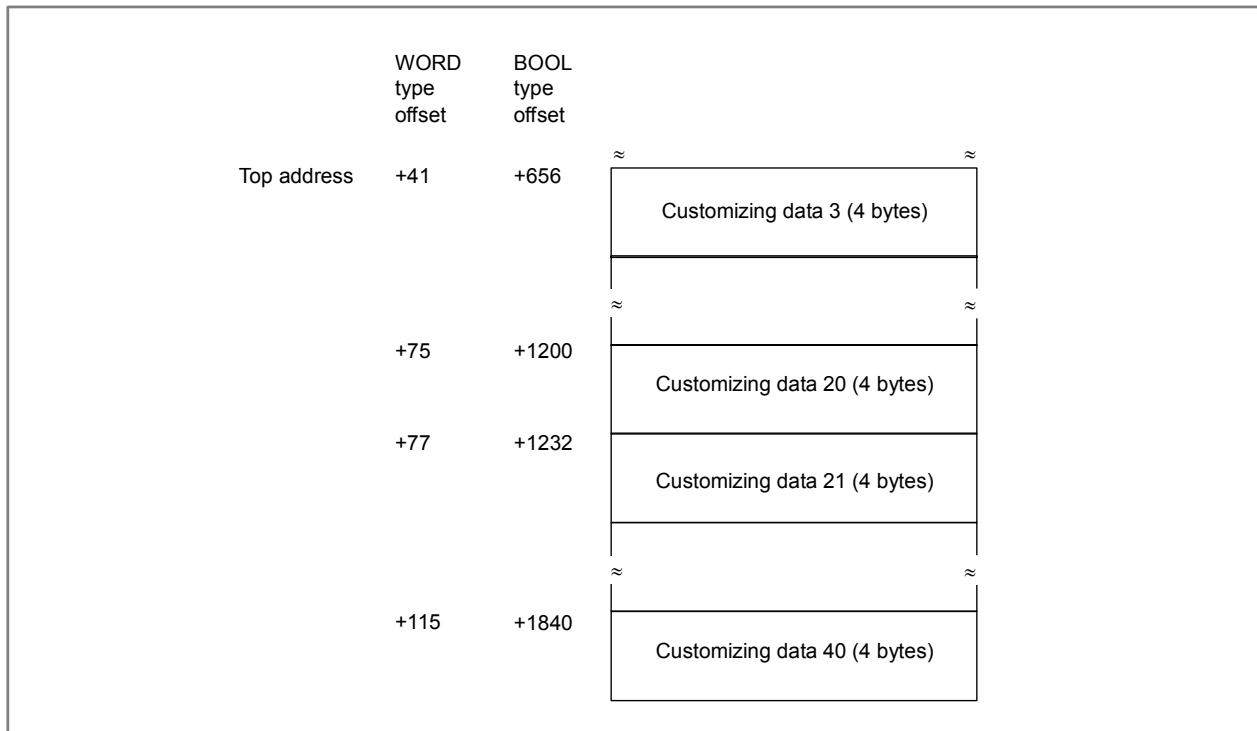 WORD BOOL
type type
offset offset
≈ ≈
Top address +41 +656
Customizing data 3 (4 bytes)
≈ ≈
+75 +1200
Customizing data 20 (4 bytes)
+77 +1232
Customizing data 21 (4 bytes)
≈ ≈
+115 +1840
Customizing data 40 (4 bytes)